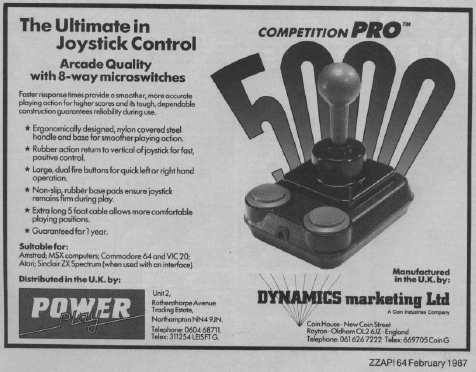 The Ultimate in
Joystick Control
Arcade Quality
with 8-way microswitches
Faster response times provide a smoother, more accurate
playing action for higher scores and its tough, dependable
construction guarantees reliability during use.
★ Ergonomically designed, nylon covered steel
handle and base for smoother playing action.
★ Rubber action return to vertical of joystick for fast,
positive control.
★ Large, dual fire buttons for quick left or right hand
operation.
★ Non-slip, rubber base pads ensure joystick
remains firm during play.
★ Extra long 5 foot cable allows more comfortable
playing positions.
★ Guaranteed for 1 year.
Suitable for:
Amstrad; MSX computers; Commodore 64 and VIC 20;
Atari; Sinclair ZX Spectrum (when used with an interface).
Distributed in the U.K. by:
POWER
Play
Unit 2,
Rothersthorpe Avenue
Trading Estate,
Northampton NN4 9JN.
Telephone: 0604 68711.
Telex: 311254 LEISFT G.
COMPETITION PRO™
5000
Manufactured
in the U.K. by:
DYNAMICS marketing Ltd
A Coin Industries Company
Coin House · New Coin Street
Royton · Oldham OL2 6JZ · England
Telephone: 061 626 7222 Telex: 669705 Coin G
ZZAP! 64 February 1987